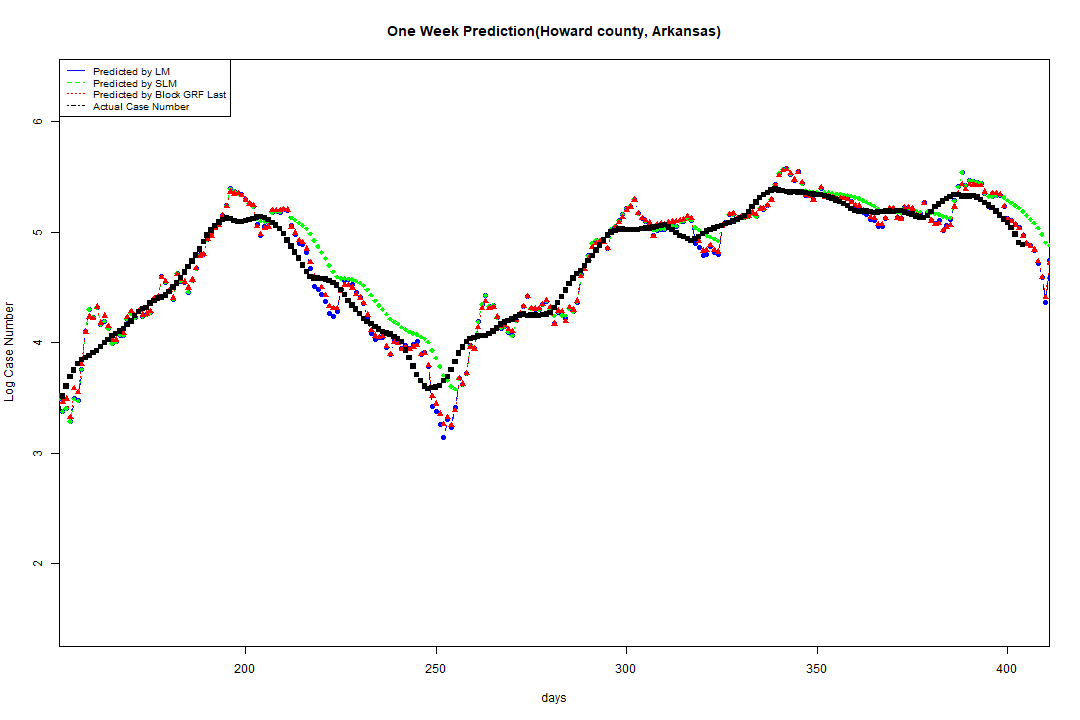 One Week Prediction(Howard county, Arkansas)
Predicted by LM
Predicted by SLM
Predicted by Block GRF Last
Actual Case Number
6
5
4
3
2
Log Case Number
200 250 300 350 400
days